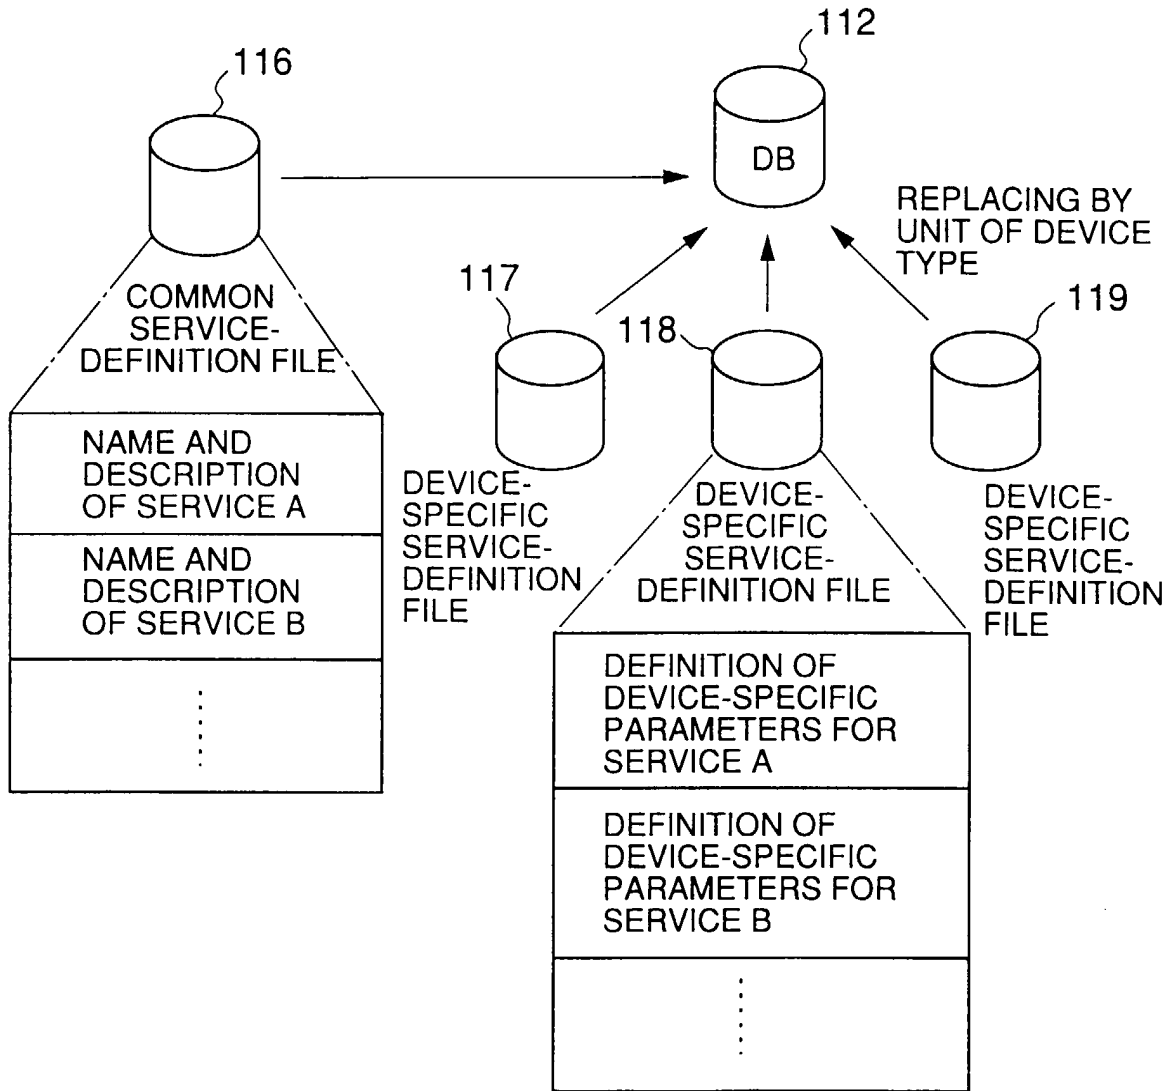 112
116
DB
REPLACING BY
UNIT OF DEVICE
TYPE
117
118
119
COMMON
SERVICE-
DEFINITION FILE
NAME AND
DESCRIPTION
OF SERVICE A
NAME AND
DESCRIPTION
OF SERVICE B
DEVICE-
SPECIFIC
SERVICE-
DEFINITION
FILE
DEVICE-
SPECIFIC
SERVICE-
DEFINITION FILE
DEVICE-
SPECIFIC
SERVICE-
DEFINITION
FILE
DEFINITION OF
DEVICE-SPECIFIC
PARAMETERS FOR
SERVICE A
DEFINITION OF
DEVICE-SPECIFIC
PARAMETERS FOR
SERVICE B